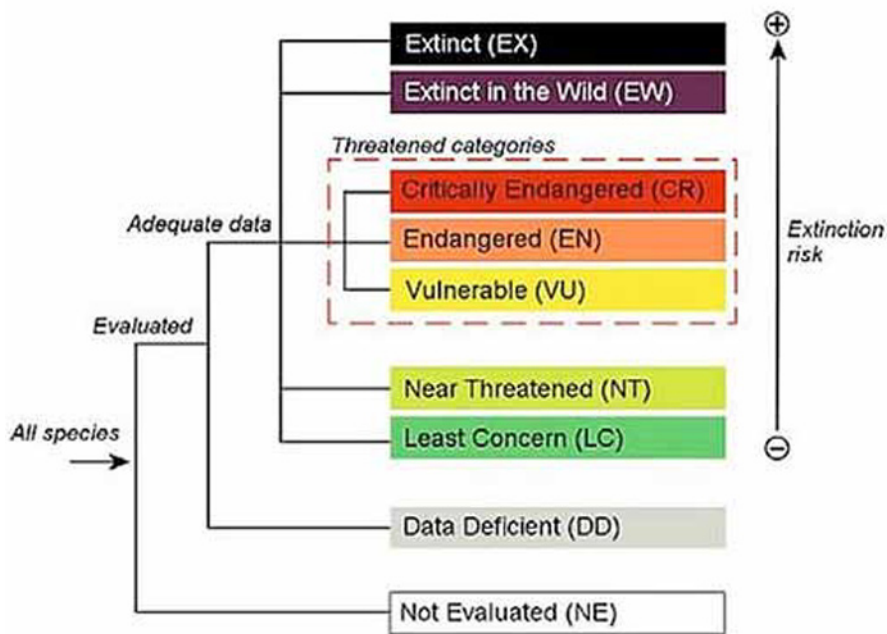 Extinct (EX)
Extinct in the Wild (EW)
Threatened categories
Critically Endangered (CR)
Adequate data
Endangered (EN)
Extinction
risk
Vulnerable (VU)
Evaluated
Near Threatened (NT)
All species
Least Concern (LC)
Data Deficient (DD)
Not Evaluated (NE)